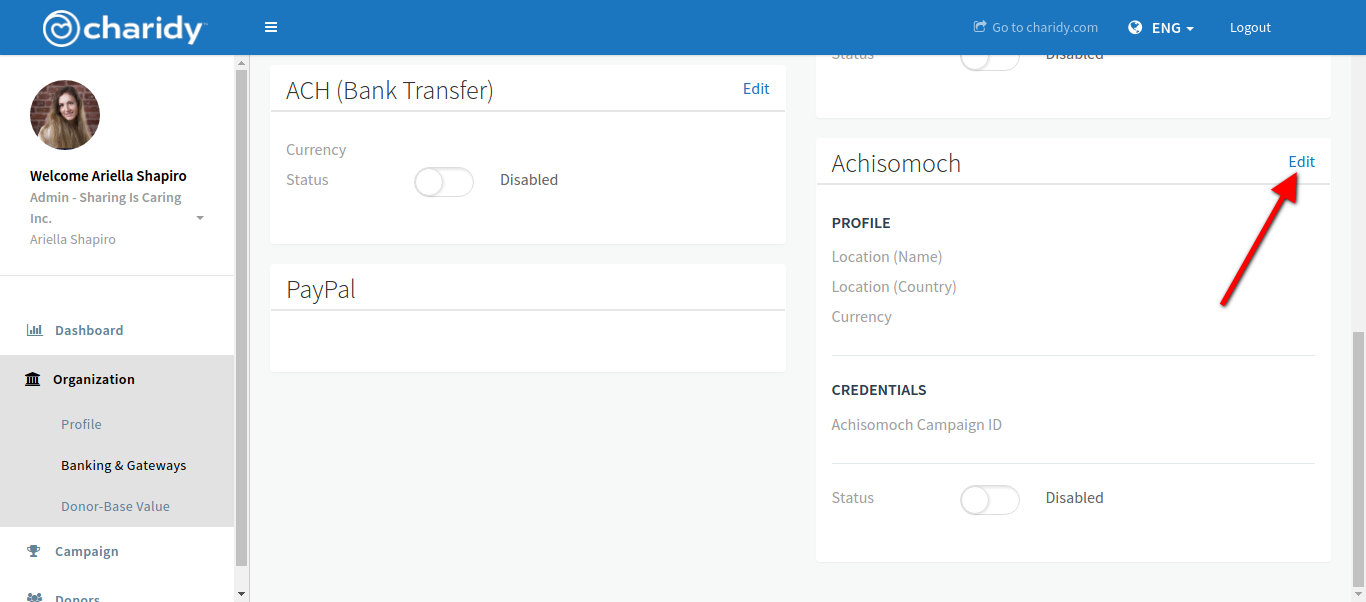 charidy™
Go to charidy.com
ENG
Logout
Welcome Ariella Shapiro
Admin - Sharing Is Caring
Inc.
Ariella Shapiro
Dashboard
Organization
Profile
Banking & Gateways
Donor-Base Value
Campaign
Donors
ACH (Bank Transfer)
Edit
Currency
Status
Disabled
PayPal
Status
Disabled
Achisomoch
Edit
PROFILE
Location (Name)
Location (Country)
Currency
CREDENTIALS
Achisomoch Campaign ID
Status
Disabled